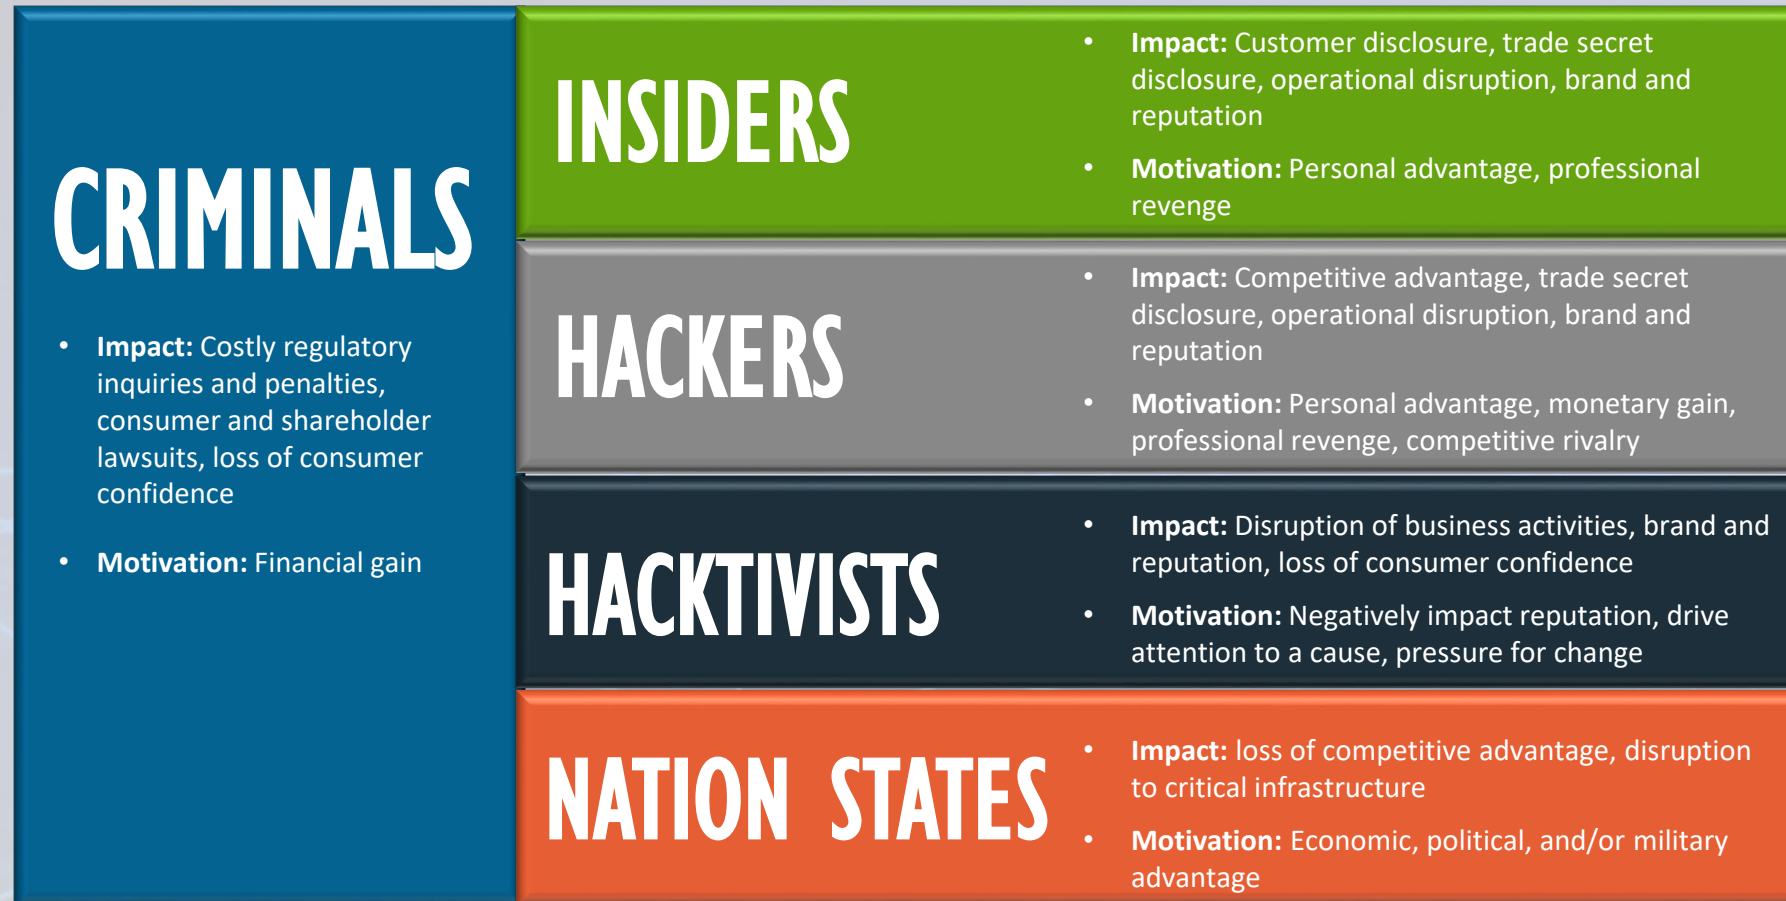 CRIMINALS
• Impact: Costly regulatory
inquiries and penalties,
consumer and shareholder
lawsuits, loss of consumer
confidence
• Motivation: Financial gain
INSIDERS
• Impact: Customer disclosure, trade secret
disclosure, operational disruption, brand and
reputation
• Motivation: Personal advantage, professional
revenge
HACKERS
• Impact: Competitive advantage, trade secret
disclosure, operational disruption, brand and
reputation
• Motivation: Personal advantage, monetary gain,
professional revenge, competitive rivalry
HACKTIVISTS
• Impact: Disruption of business activities, brand and
reputation, loss of consumer confidence
• Motivation: Negatively impact reputation, drive
attention to a cause, pressure for change
NATION STATES
• Impact: loss of competitive advantage, disruption
to critical infrastructure
• Motivation: Economic, political, and/or military
advantage